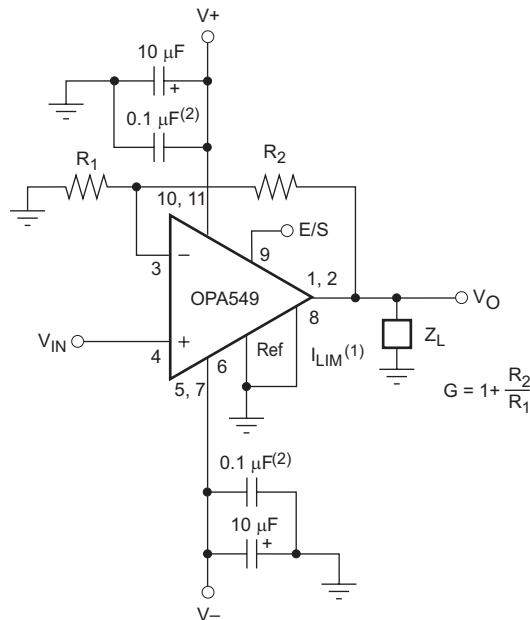 V+
10 µF
+
0.1 µF(2)
R1
R2
10, 11
E/S
9
3
−
1, 2
OPA549
VO
8
VIN
4
+
Ref
ILIM(1)
ZL
6
5, 7
G = 1+ R2/R1
0.1 µF(2)
10 µF
+
V–